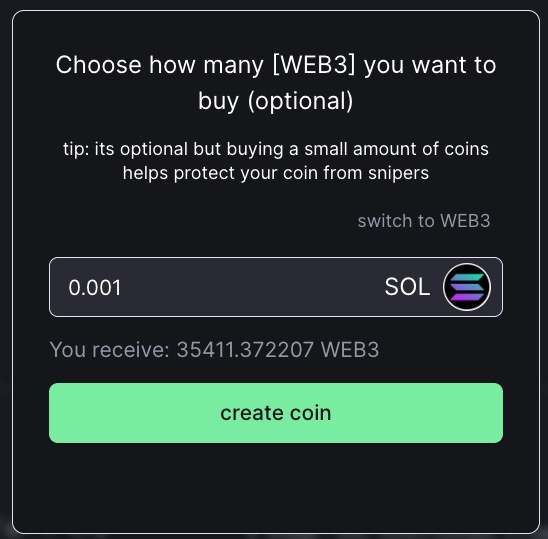 Choose how many [WEB3] you want to
buy (optional)
tip: its optional but buying a small amount of coins
helps protect your coin from snipers
switch to WEB3
0.001 SOL
You receive: 35411.372207 WEB3
create coin